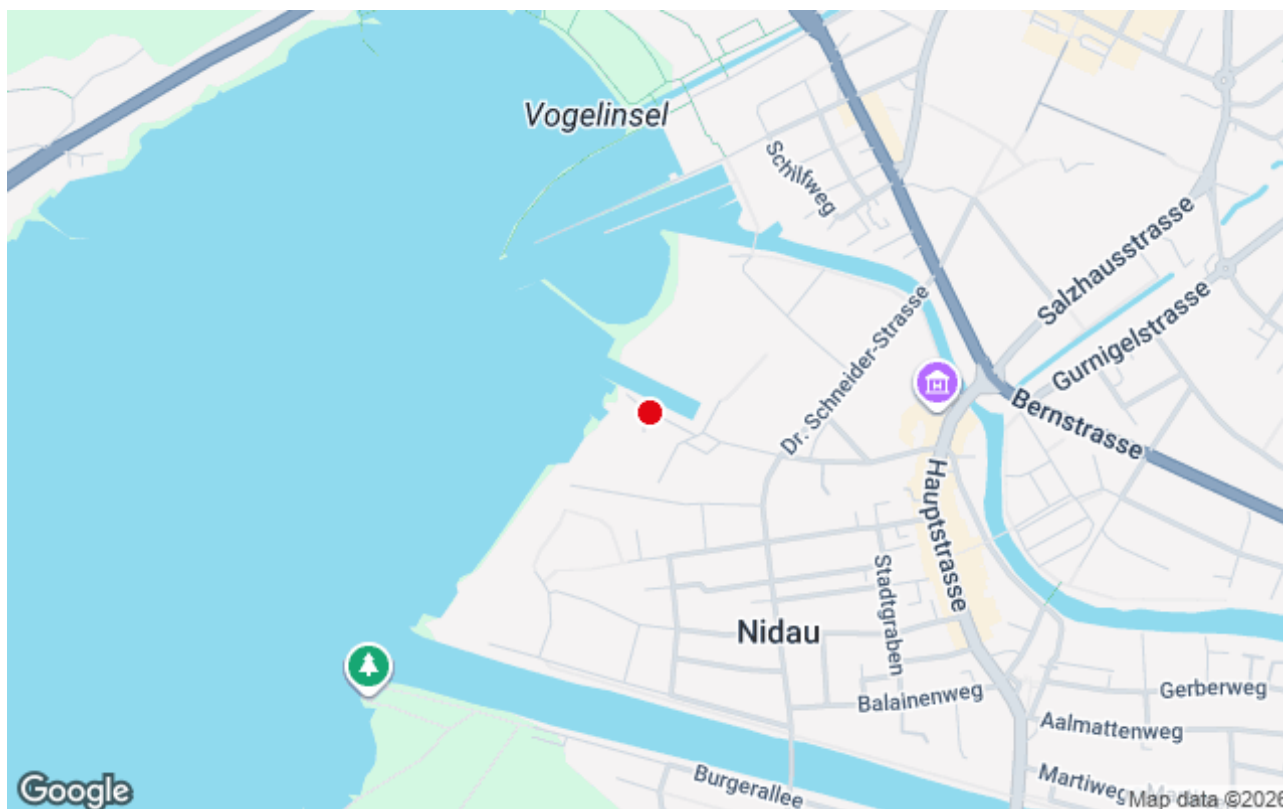 Vogelinsel
Schilfweg
Salzhausstrasse
Gurnigelstrasse
Dr.-Schneider-Strasse
Bernstrasse
Hauptstrasse
Stadtgraben
Nidau
Balainenweg
Gerberweg
Aalmattenweg
Burgerallee
Martiweg
Google
Map data ©2026